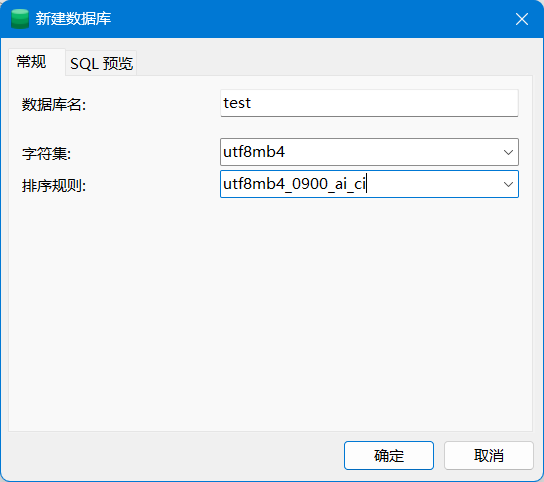 新建数据库
常规
SQL 预览
数据库名:
test
字符集:
utf8mb4
排序规则:
utf8mb4_0900_ai_ci
确定
取消